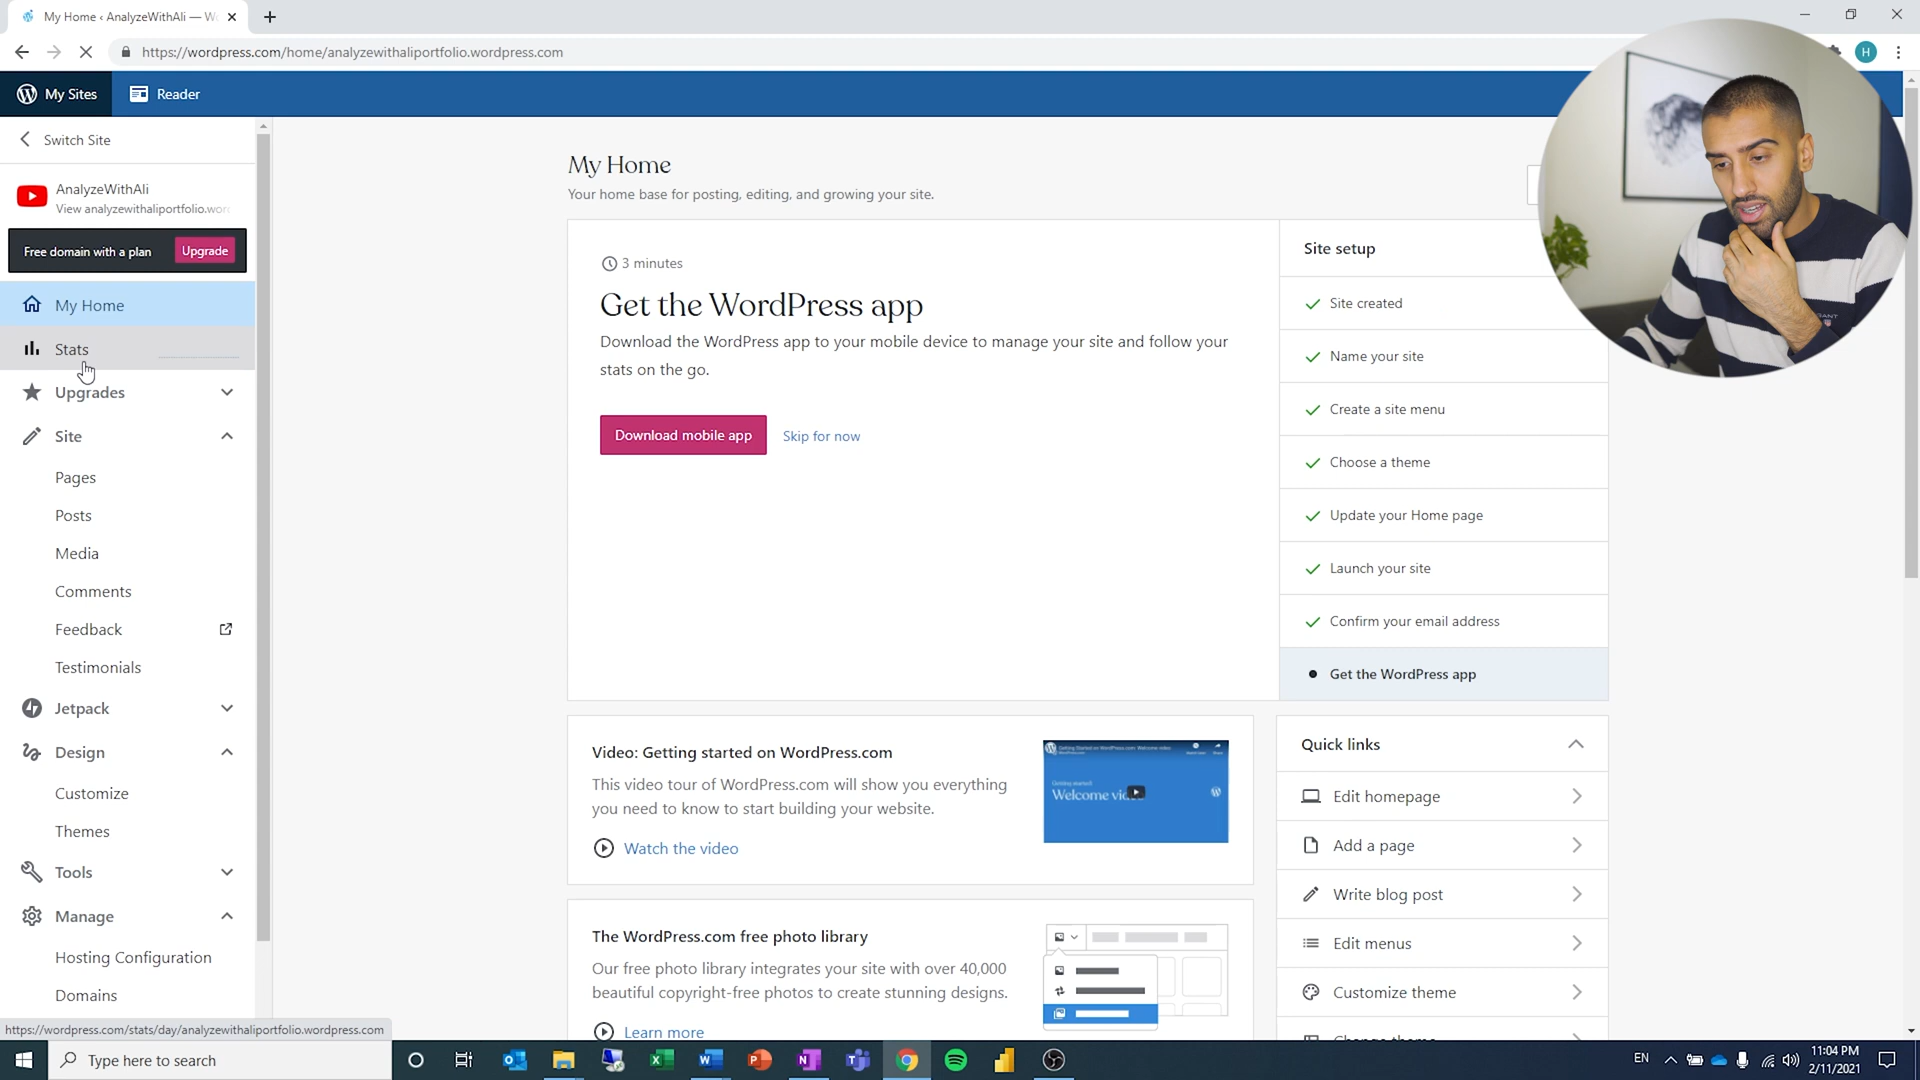 My Home ‹ AnalyzeWithAli — Wo
https://wordpress.com/home/analyzewithaliportfolio.wordpress.com
H
My Sites
Reader
Switch Site
AnalyzeWithAli
View analyzewithaliportfolio.wor
Free domain with a plan
Upgrade
My Home
Stats
Upgrades
Site
Pages
Posts
Media
Comments
Feedback
Testimonials
Jetpack
Design
Customize
Themes
Tools
Manage
Hosting Configuration
Domains
https://wordpress.com/stats/day/analyzewithaliportfolio.wordpress.com
My Home
Your home base for posting, editing, and growing your site.
3 minutes
Get the WordPress app
Download the WordPress app to your mobile device to manage your site and follow your
stats on the go.
Download mobile app
Skip for now
Site setup
Site created
Name your site
Create a site menu
Choose a theme
Update your Home page
Launch your site
Confirm your email address
Get the WordPress app
Video: Getting started on WordPress.com
This video tour of WordPress.com will show you everything
you need to know to start building your website.
Watch the video
Welcome vi
The WordPress.com free photo library
Our free photo library integrates your site with over 40,000
beautiful copyright-free photos to create stunning designs.
Learn more
Quick links
Edit homepage
Add a page
Write blog post
Edit menus
Customize theme
Change theme
Type here to search
EN
11:04 PM
2/11/2021